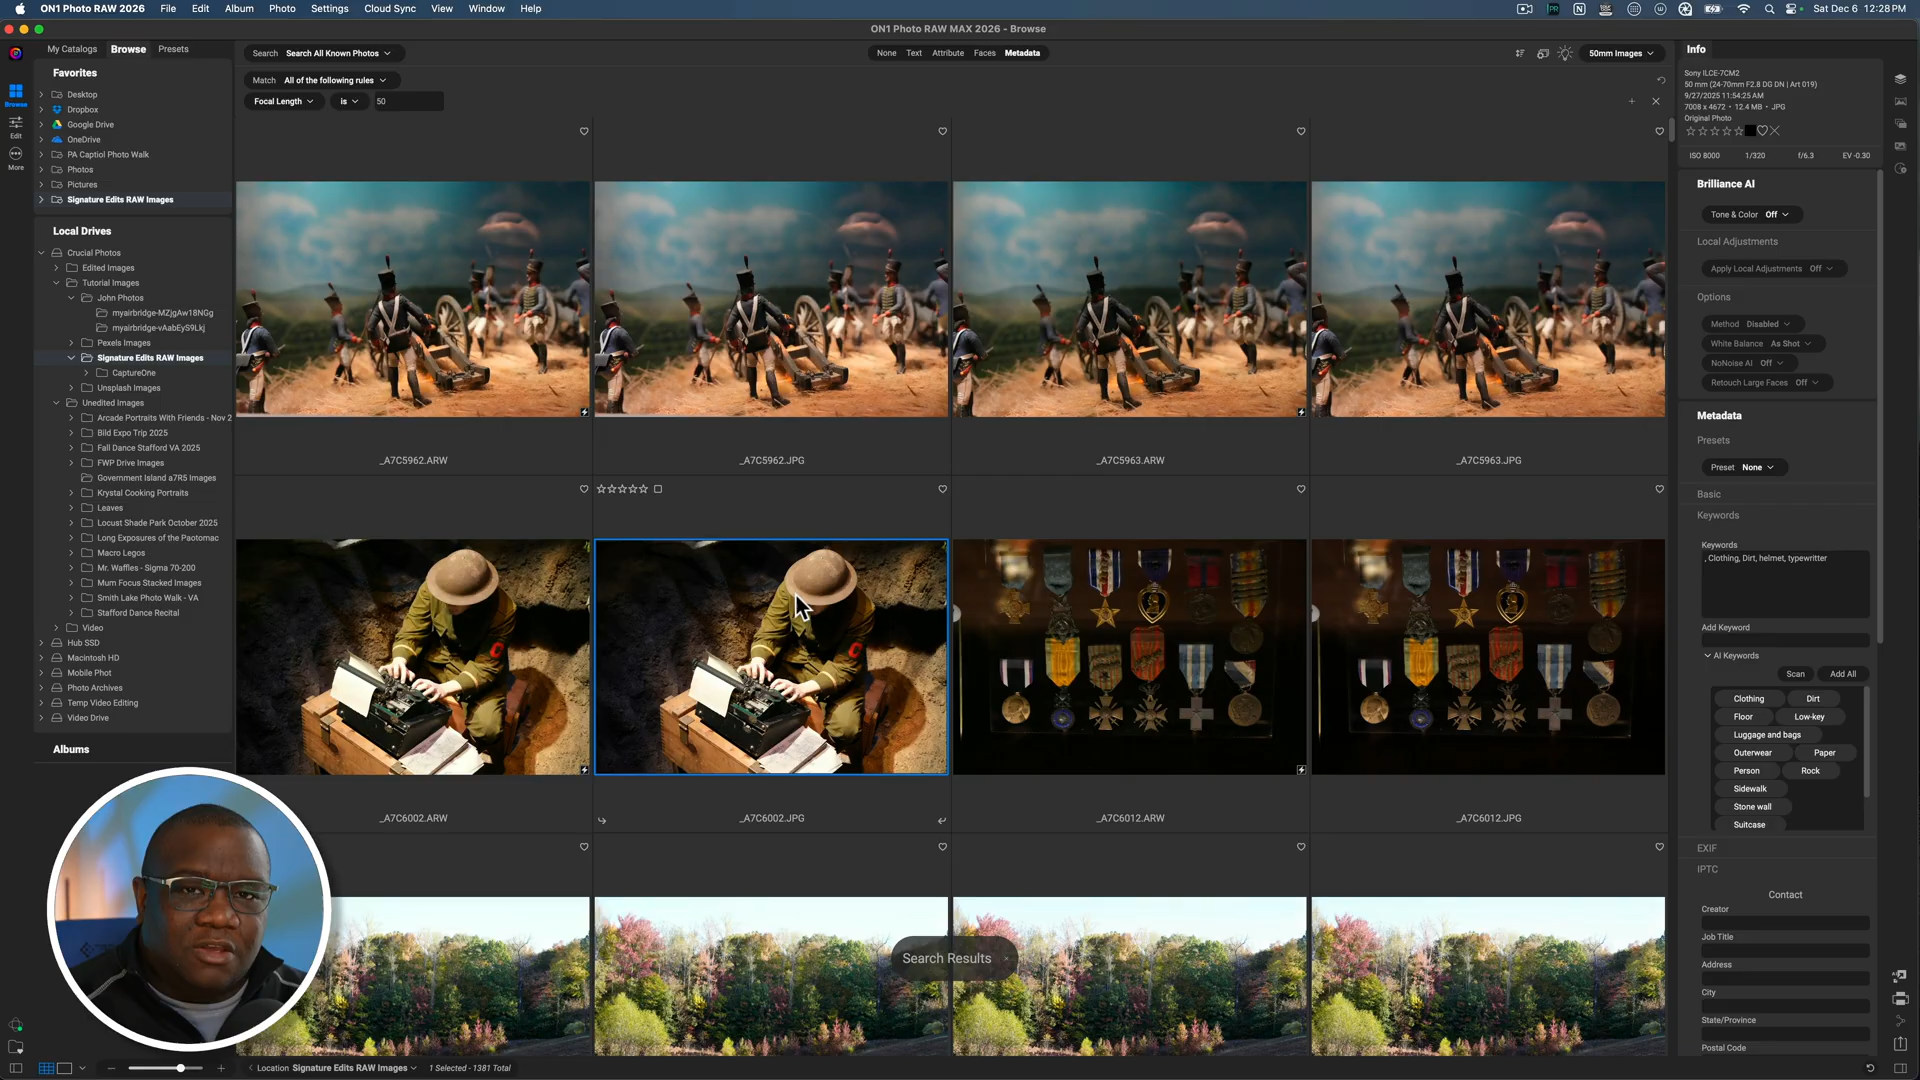 ON1 Photo RAW 2026 File Edit Album Photo Settings Cloud Sync View Window Help Sat Dec 6 12:28 PM
ON1 Photo RAW MAX 2026 - Browse
My Catalogs Browse Presets
Favorites
Desktop
Dropbox
Google Drive
OneDrive
PA Captiol Photo Walk
Photos
Pictures
Signature Edits RAW Images
Local Drives
Crucial Photos
Edited Images
Tutorial Images
John Photos
myairbridge-MZjgAw18NGg
myairbridge-vAabEyS9Lkj
Pexels Images
Signature Edits RAW Images
CaptureOne
Unsplash Images
Unedited Images
Arcade Portraits With Friends - Nov 2
Bild Expo Trip 2025
Fall Dance Stafford VA 2025
FWP Drive Images
Government Island a7R5 Images
Krystal Cooking Portraits
Leaves
Locust Shade Park October 2025
Long Exposures of the Paotomac
Macro Legos
Mr. Waffles - Sigma 70-200
Mum Focus Stacked Images
Smith Lake Photo Walk - VA
Stafford Dance Recital
Video
Hub SSD
Macintosh HD
Mobile Phot
Photo Archives
Temp Video Editing
Video Drive
Albums
Browse
Edit
More
Search Search All Known Photos
None Text Attribute Faces Metadata
50mm Images
Match All of the following rules
Focal Length is 50
_A7C5962.ARW
_A7C5962.JPG
_A7C5963.ARW
_A7C5963.JPG
_A7C6002.ARW
_A7C6002.JPG
_A7C6012.ARW
_A7C6012.JPG
Search Results >
Location Signature Edits RAW Images 1 Selected - 1381 Total
Info
Sony ILCE-7CM2
50 mm (24-70mm F2.8 DG DN | Art 019)
9/27/2025 11:54:25 AM
7008 x 4672 • 12.4 MB • JPG
Original Photo
ISO 8000 1/320 f/6.3 EV -0.30
Brilliance AI
Tone & Color Off
Local Adjustments
Apply Local Adjustments Off
Options
Method Disabled
White Balance As Shot
NoNoise AI Off
Retouch Large Faces Off
Metadata
Presets
Preset None
Basic
Keywords
Keywords
, Clothing, Dirt, helmet, typewritter
Add Keyword
AI Keywords
Scan Add All
Clothing Dirt
Floor Low-key
Luggage and bags
Outerwear Paper
Person Rock
Sidewalk
Stone wall
Suitcase
EXIF
IPTC
Contact
Creator
Job Title
Address
City
State/Province
Postal Code